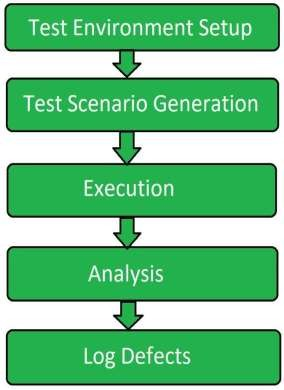 Test Environment Setup
Test Scenario Generation
Execution
Analysis
Log Defects